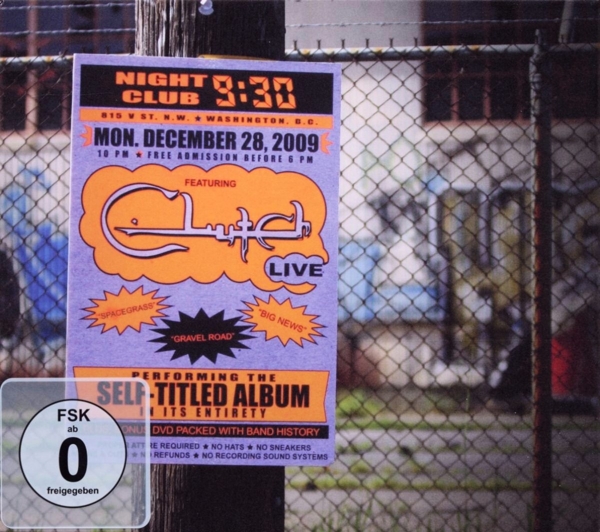 NIGHT CLUB 9:30
815 V ST. N.W. ★ WASHINGTON, D.C.
MON. DECEMBER 28, 2009
10 PM ★ FREE ADMISSION BEFORE 6 PM
FEATURING
Clutch
LIVE
"SPACEGRASS"
"BIG NEWS"
"GRAVEL ROAD"
PERFORMING THE
SELF-TITLED ALBUM
IN ITS ENTIRETY
DVD PACKED WITH BAND HISTORY
REQUIRED ★ NO HATS ★ NO SNEAKERS
REFUNDS ★ NO RECORDING SOUND SYSTEMS
FSK
ab
0
freigegeben